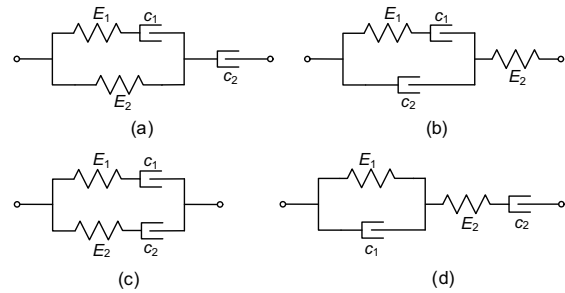 E₁ c₁
c₂
E₂
(a)
E₁ c₁
E₂
c₂
(b)
E₁ c₁
E₂ c₂
(c)
E₁
E₂ c₂
c₁
(d)